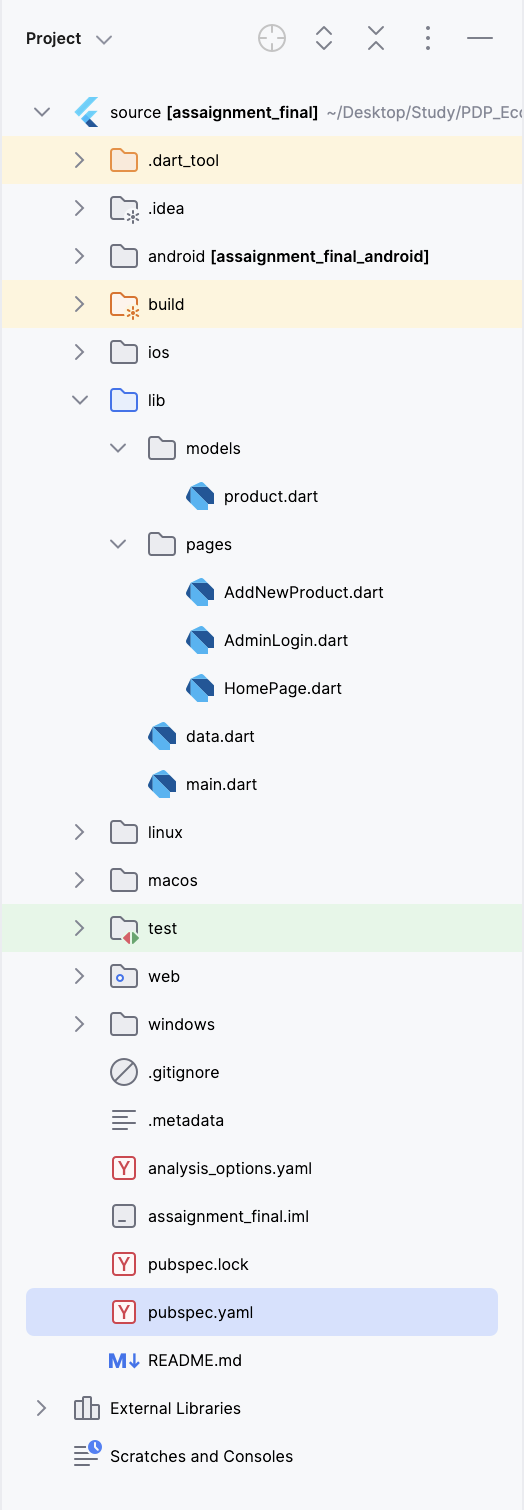 Project
source [assaignment_final] ~/Desktop/Study/PDP_Ec
.dart_tool
.idea
android [assaignment_final_android]
build
ios
lib
models
product.dart
pages
AddNewProduct.dart
AdminLogin.dart
HomePage.dart
data.dart
main.dart
linux
macos
test
web
windows
.gitignore
.metadata
Y analysis_options.yaml
assaignment_final.iml
Y pubspec.lock
Y pubspec.yaml
M↓ README.md
External Libraries
Scratches and Consoles